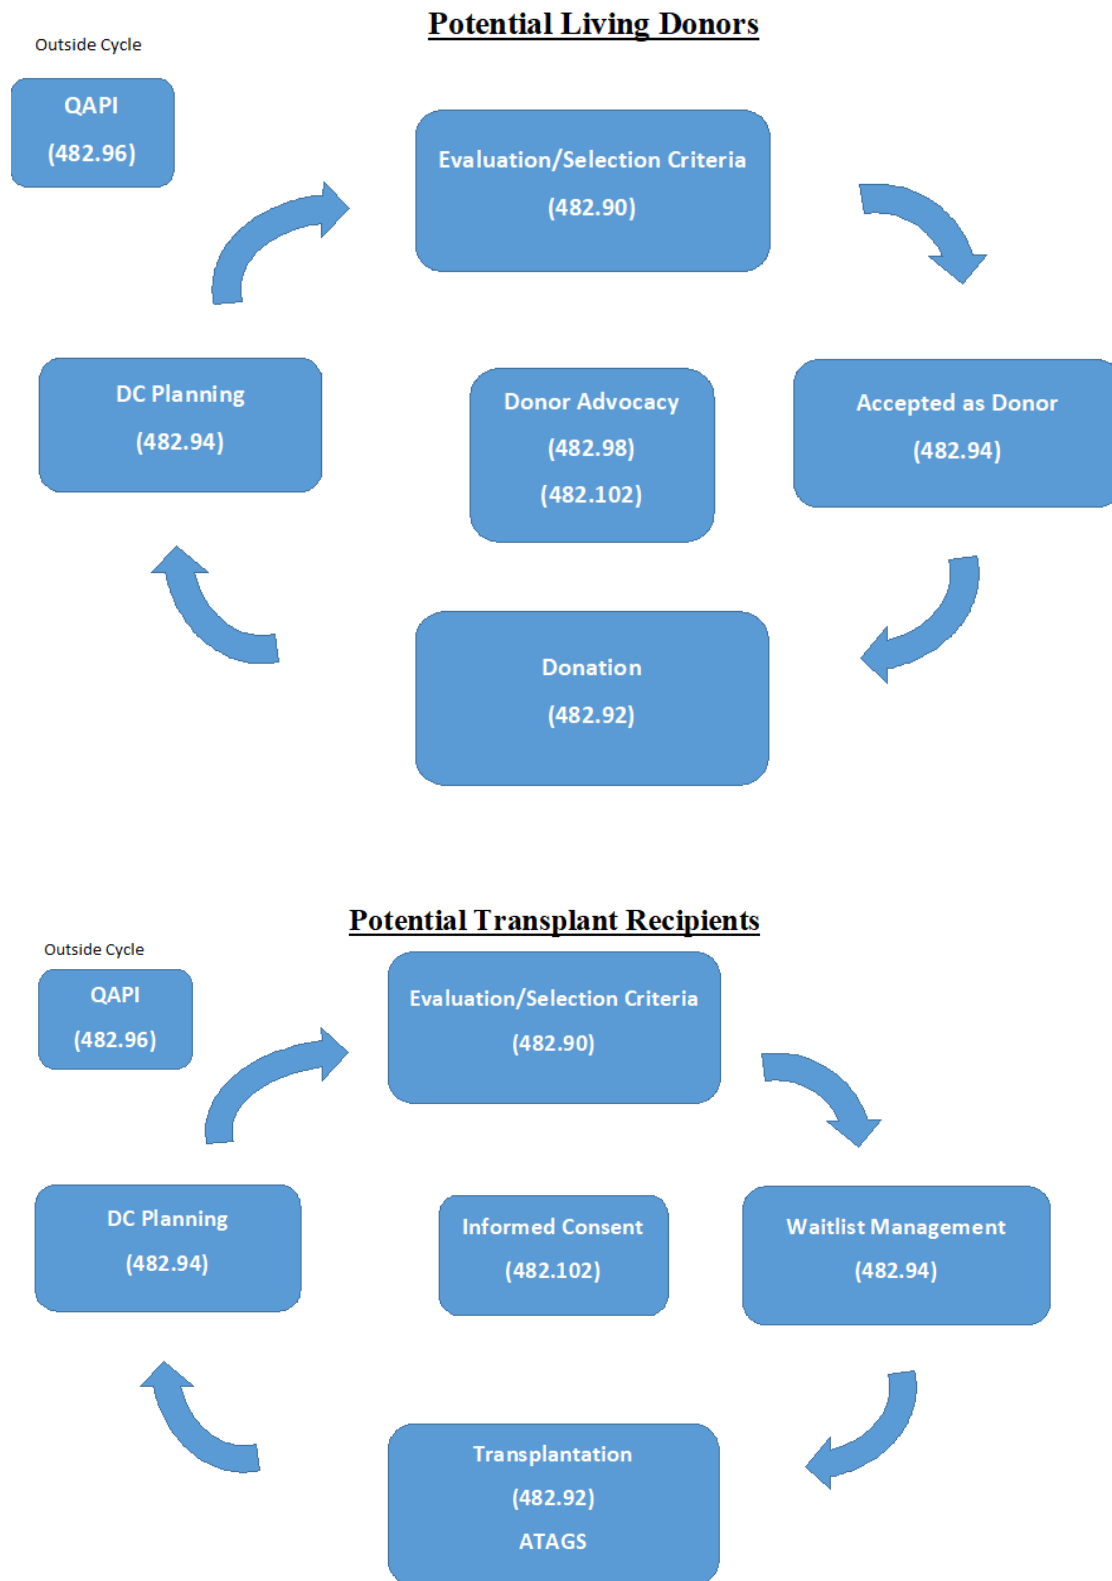 Potential Living Donors
Outside Cycle
QAPI
(482.96)
Evaluation/Selection Criteria
(482.90)
DC Planning
(482.94)
Donor Advocacy
(482.98)
(482.102)
Accepted as Donor
(482.94)
Donation
(482.92)
Potential Transplant Recipients
Outside Cycle
QAPI
(482.96)
Evaluation/Selection Criteria
(482.90)
DC Planning
(482.94)
Informed Consent
(482.102)
Waitlist Management
(482.94)
Transplantation
(482.92)
ATAGS